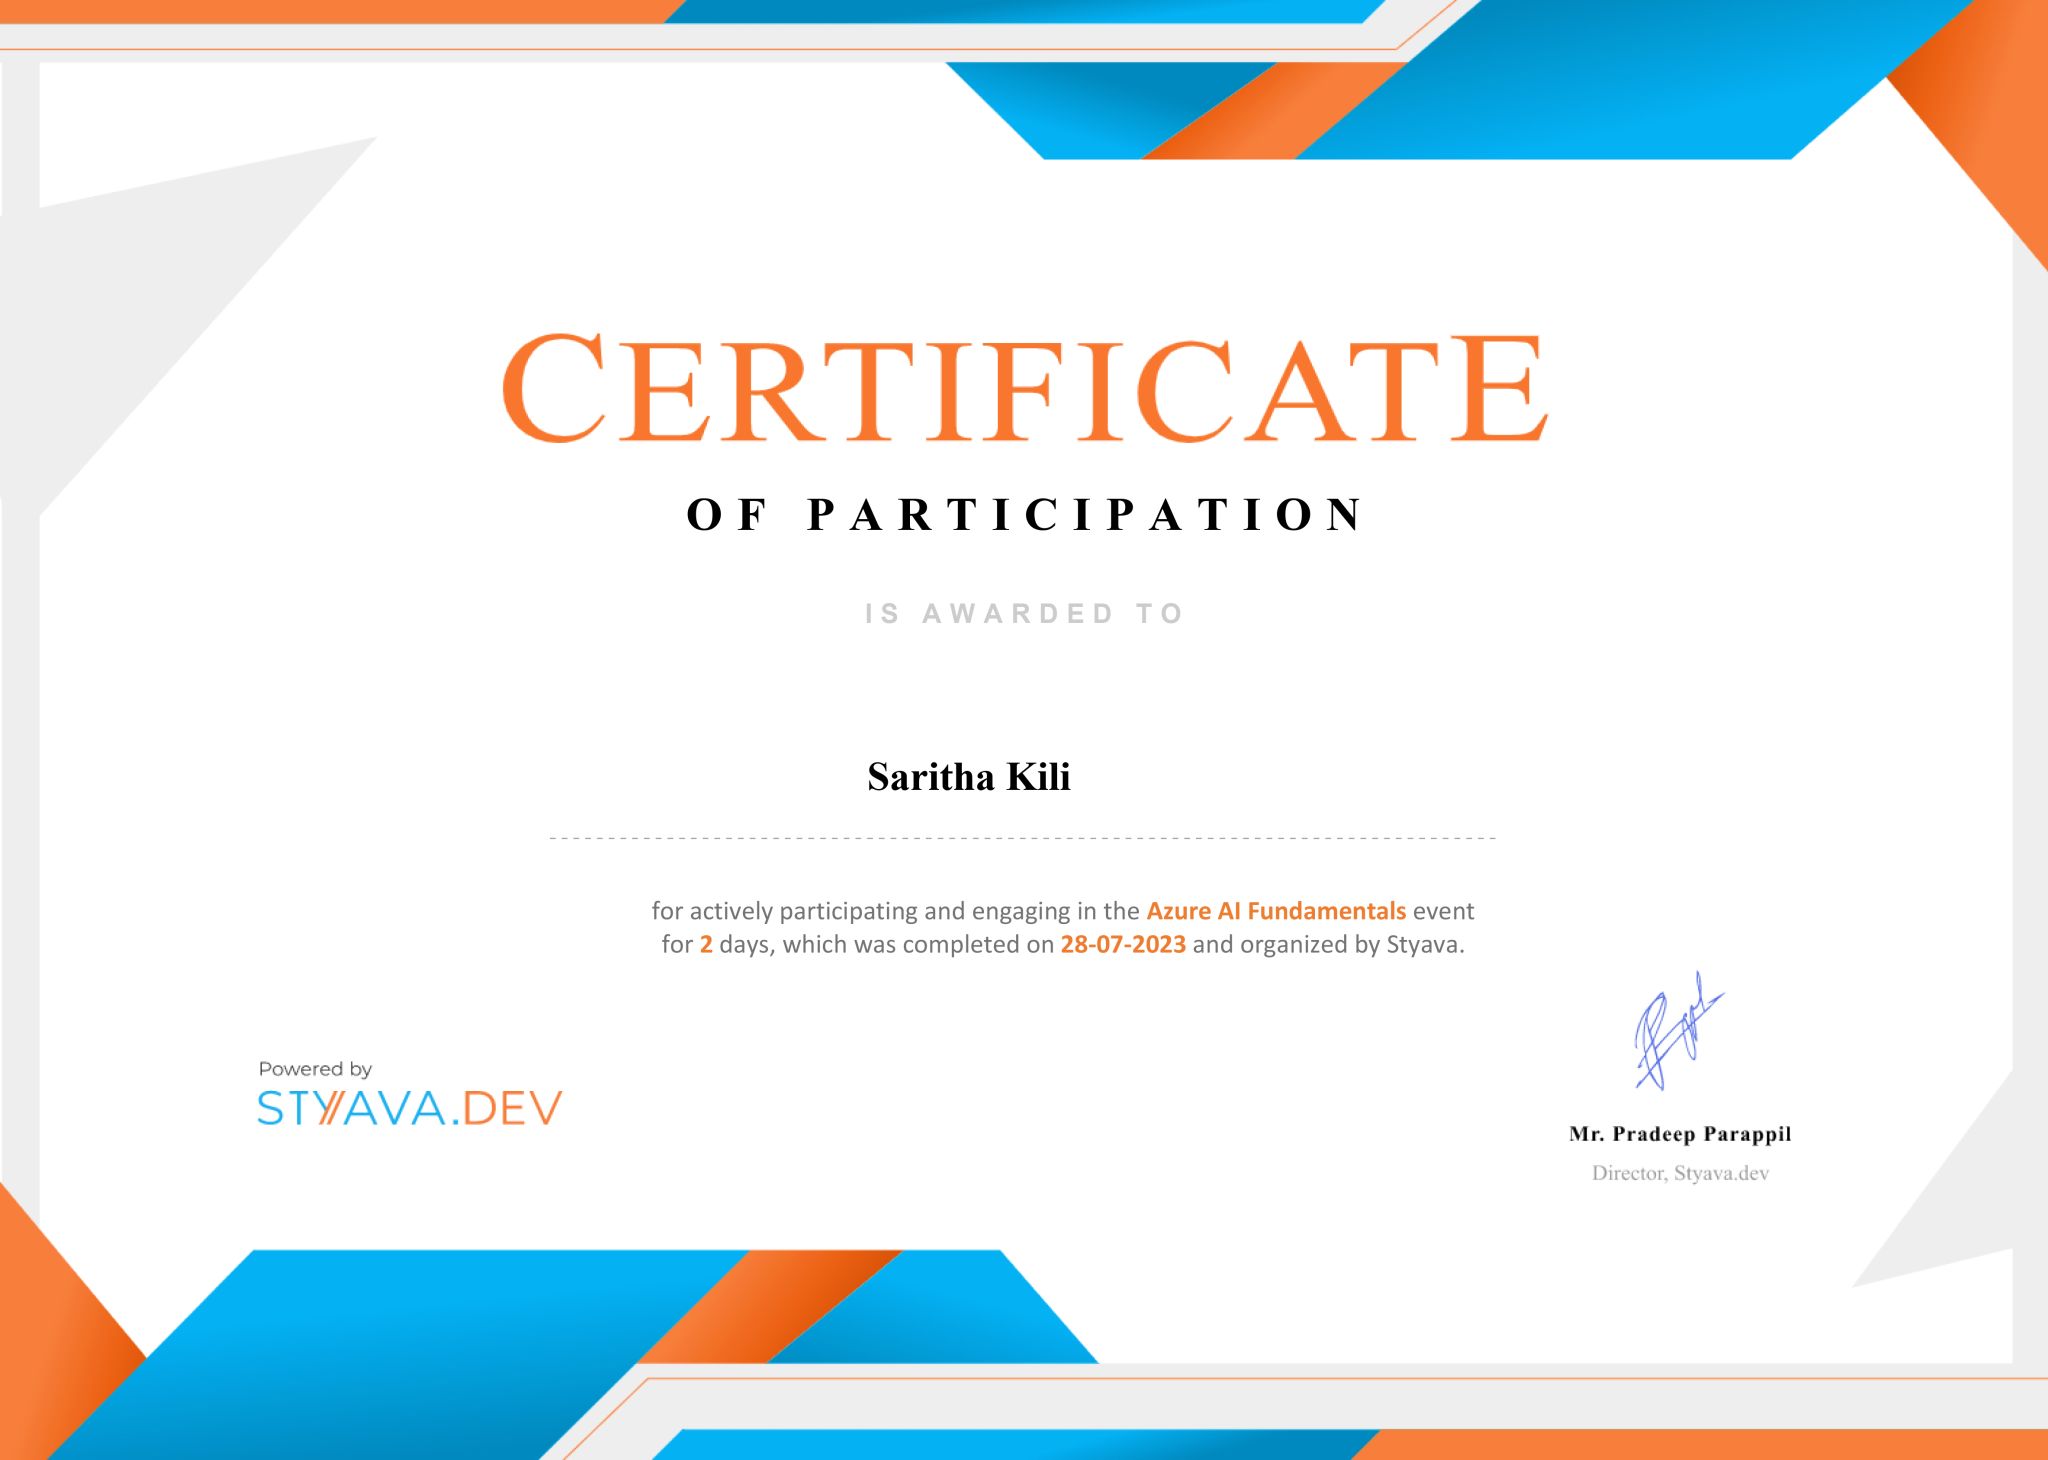 CERTIFICATE
OF PARTICIPATION
IS AWARDED TO
Saritha Kili
for actively participating and engaging in the Azure AI Fundamentals event
for 2 days, which was completed on 28-07-2023 and organized by Styava.
Powered by
STYAVA.DEV
Mr. Pradeep Parappil
Director, Styava.dev